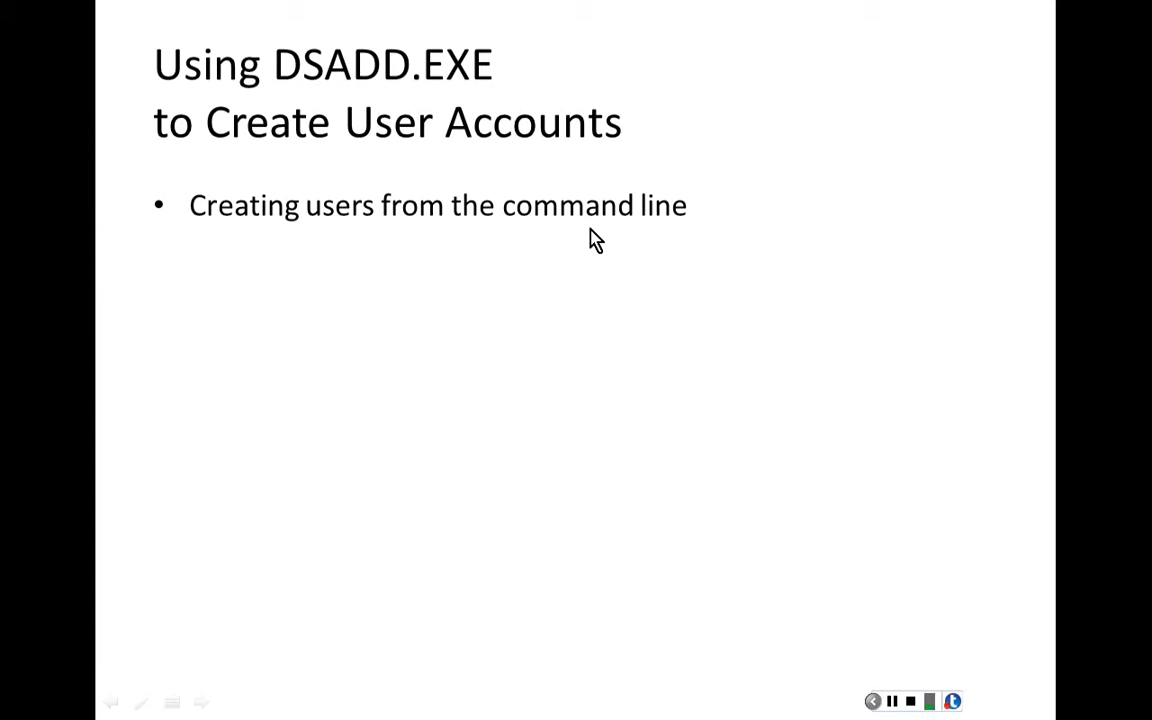 Using DSADD.EXE
to Create User Accounts
• Creating users from the command line